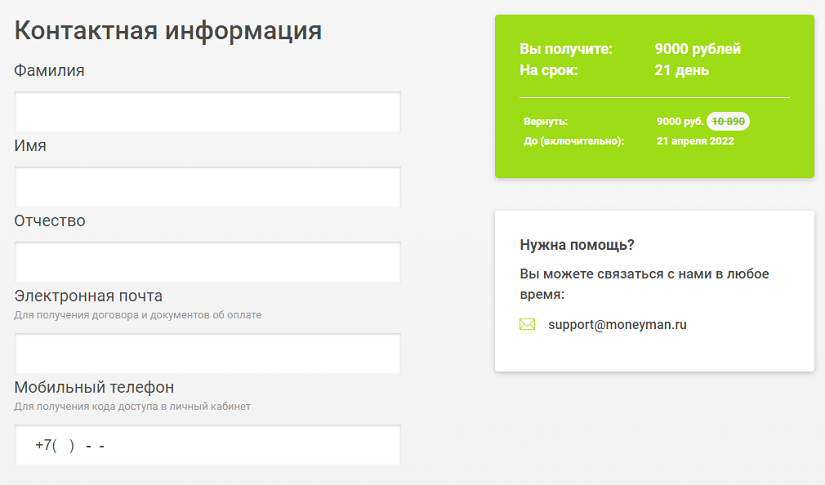 Контактная информация
Фамилия
Имя
Отчество
Электронная почта
Для получения договора и документов об оплате
Мобильный телефон
Для получения кода доступа в личный кабинет
+7( ) - -
Вы получите: 9000 рублей
На срок: 21 день
Вернуть: 9000 руб. 10 890
До (включительно): 21 апреля 2022
Нужна помощь?
Вы можете связаться с нами в любое
время:
support@moneyman.ru